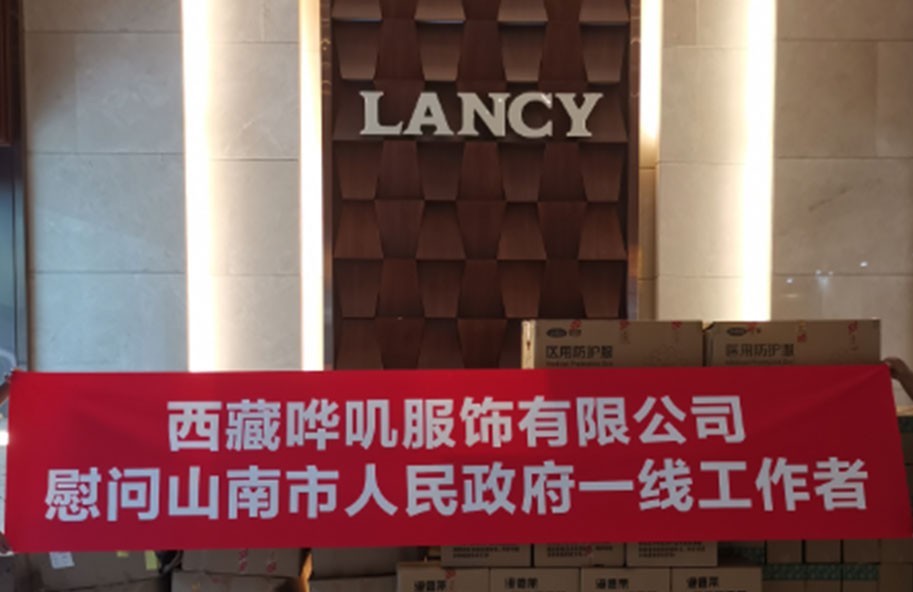 LANCY
医用防护服
医用防护服
西藏哗叽服饰有限公司
慰问山南市人民政府一线工作者